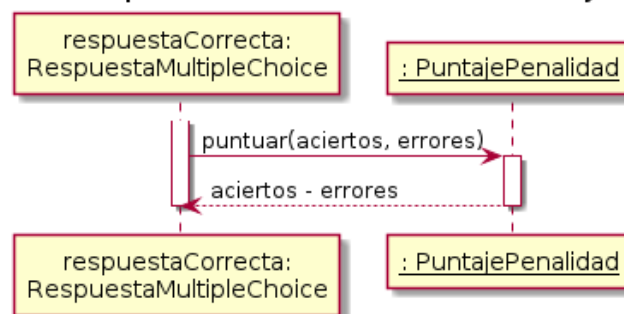 respuestaCorrecta:
RespuestaMultipleChoice
: PuntajePenalidad
puntuar(aciertos, errores)
aciertos - errores
respuestaCorrecta:
RespuestaMultipleChoice
: PuntajePenalidad